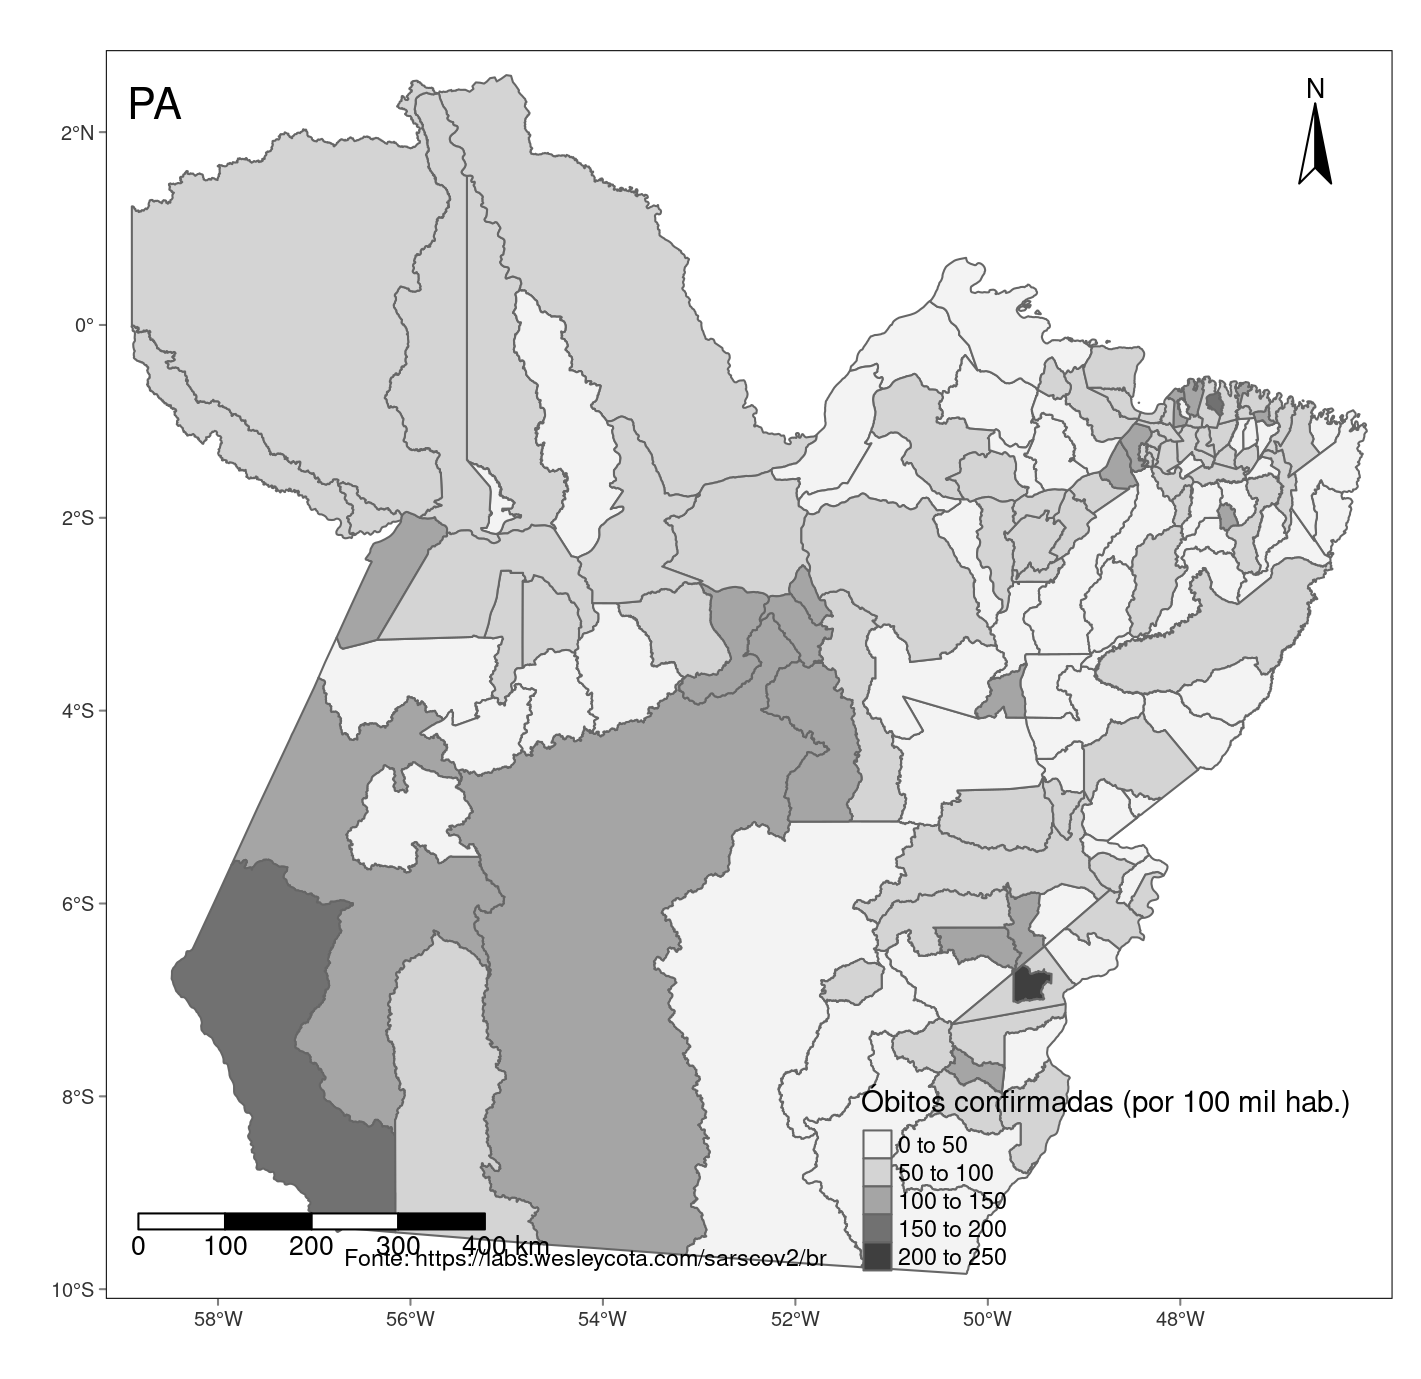 PA
N
2°N
0°
2°S
4°S
6°S
8°S
10°S
Óbitos confirmadas (por 100 mil hab.)
0 to 50
50 to 100
100 to 150
150 to 200
200 to 250
0 100 200 300 400 km
Fonte: https://labs.wesleycota.com/sarscov2/br
58°W 56°W 54°W 52°W 50°W 48°W